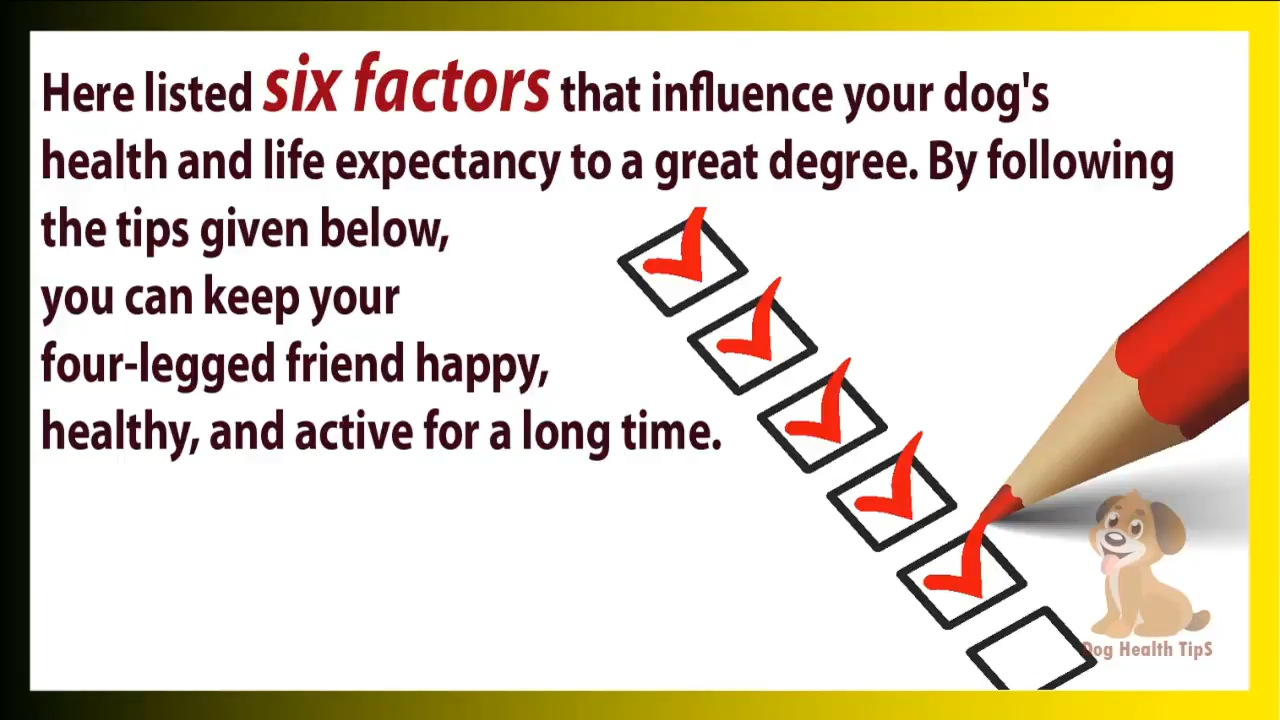 Here listed six factors that influence your dog's
health and life expectancy to a great degree. By following
the tips given below,
you can keep your
four-legged friend happy,
healthy, and active for a long time.
Dog Health TipS